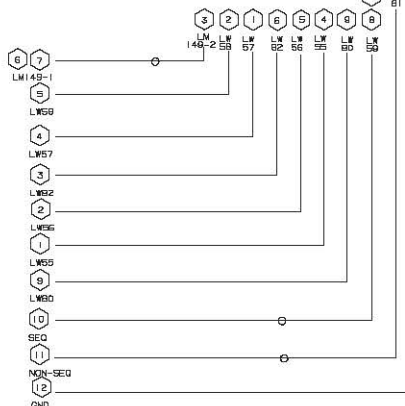 81
3 2 1 6 5 4 9 8
LM 149-2 LW 58 LW 57 LW 82 LW 56 LW 55 LW 80 LW 59
6 7
LM149-1
5
LW58
4
LW57
3
LW82
2
LW56
1
LW55
9
LW80
10
SEQ
11
NON-SEQ
12
GND